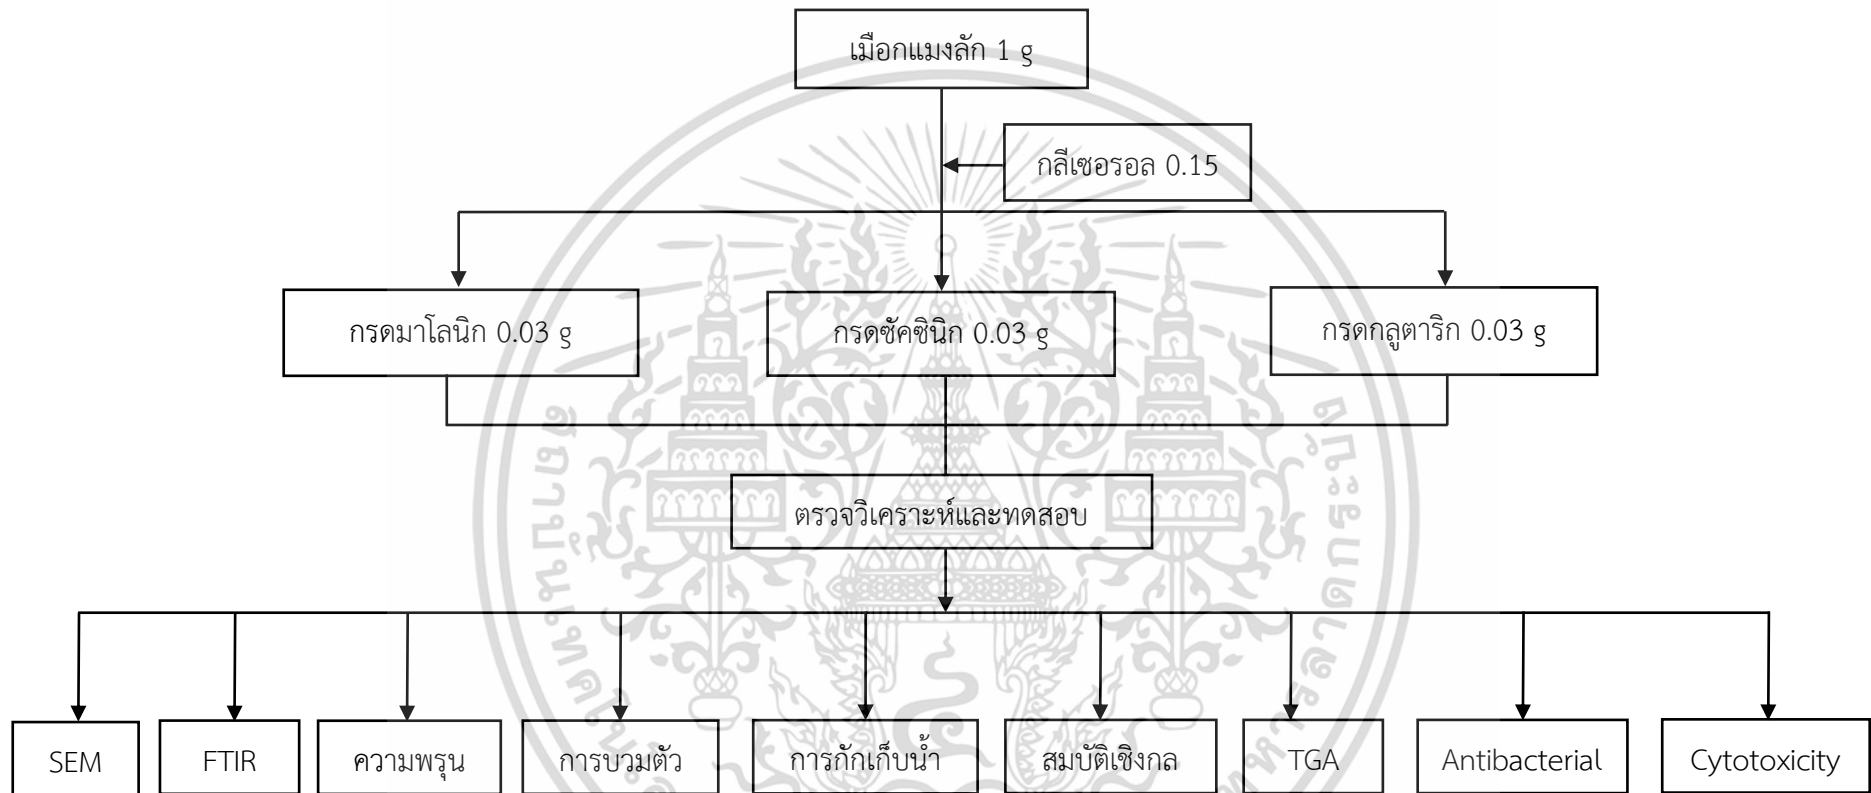 เมือกแมงลัก 1 g
กลีเซอรอล 0.15
กรดมาโลนิก 0.03 g
กรดซัคซินิก 0.03 g
กรดกลูตาริก 0.03 g
ตรวจวิเคราะห์และทดสอบ
SEM
FTIR
ความพรุน
การบวมตัว
การกักเก็บน้ำ
สมบัติเชิงกล
TGA
Antibacterial
Cytotoxicity